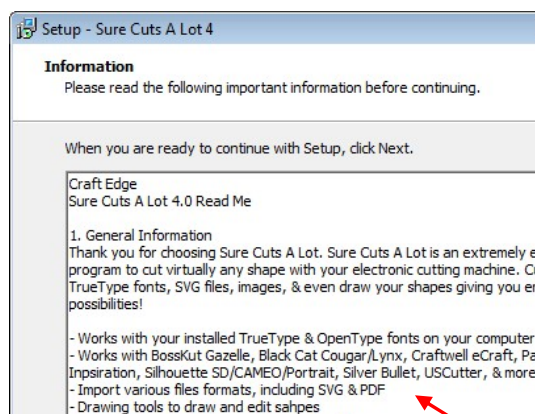 Setup - Sure Cuts A Lot 4
Information
Please read the following important information before continuing.
When you are ready to continue with Setup, click Next.
Craft Edge
Sure Cuts A Lot 4.0 Read Me
1. General Information
Thank you for choosing Sure Cuts A Lot. Sure Cuts A Lot is an extremely
program to cut virtually any shape with your electronic cutting machine.
TrueType fonts, SVG files, images, & even draw your shapes giving you
possibilities!
- Works with your installed TrueType & OpenType fonts on your computer
- Works with BossKut Gazelle, Black Cat Cougar/Lynx, Craftwell eCraft,
Inpsiration, Silhouette SD/CAMEO/Portrait, Silver Bullet, USCutter, & more
- Import various files formats, including SVG & PDF
- Drawing tools to draw and edit sahpes